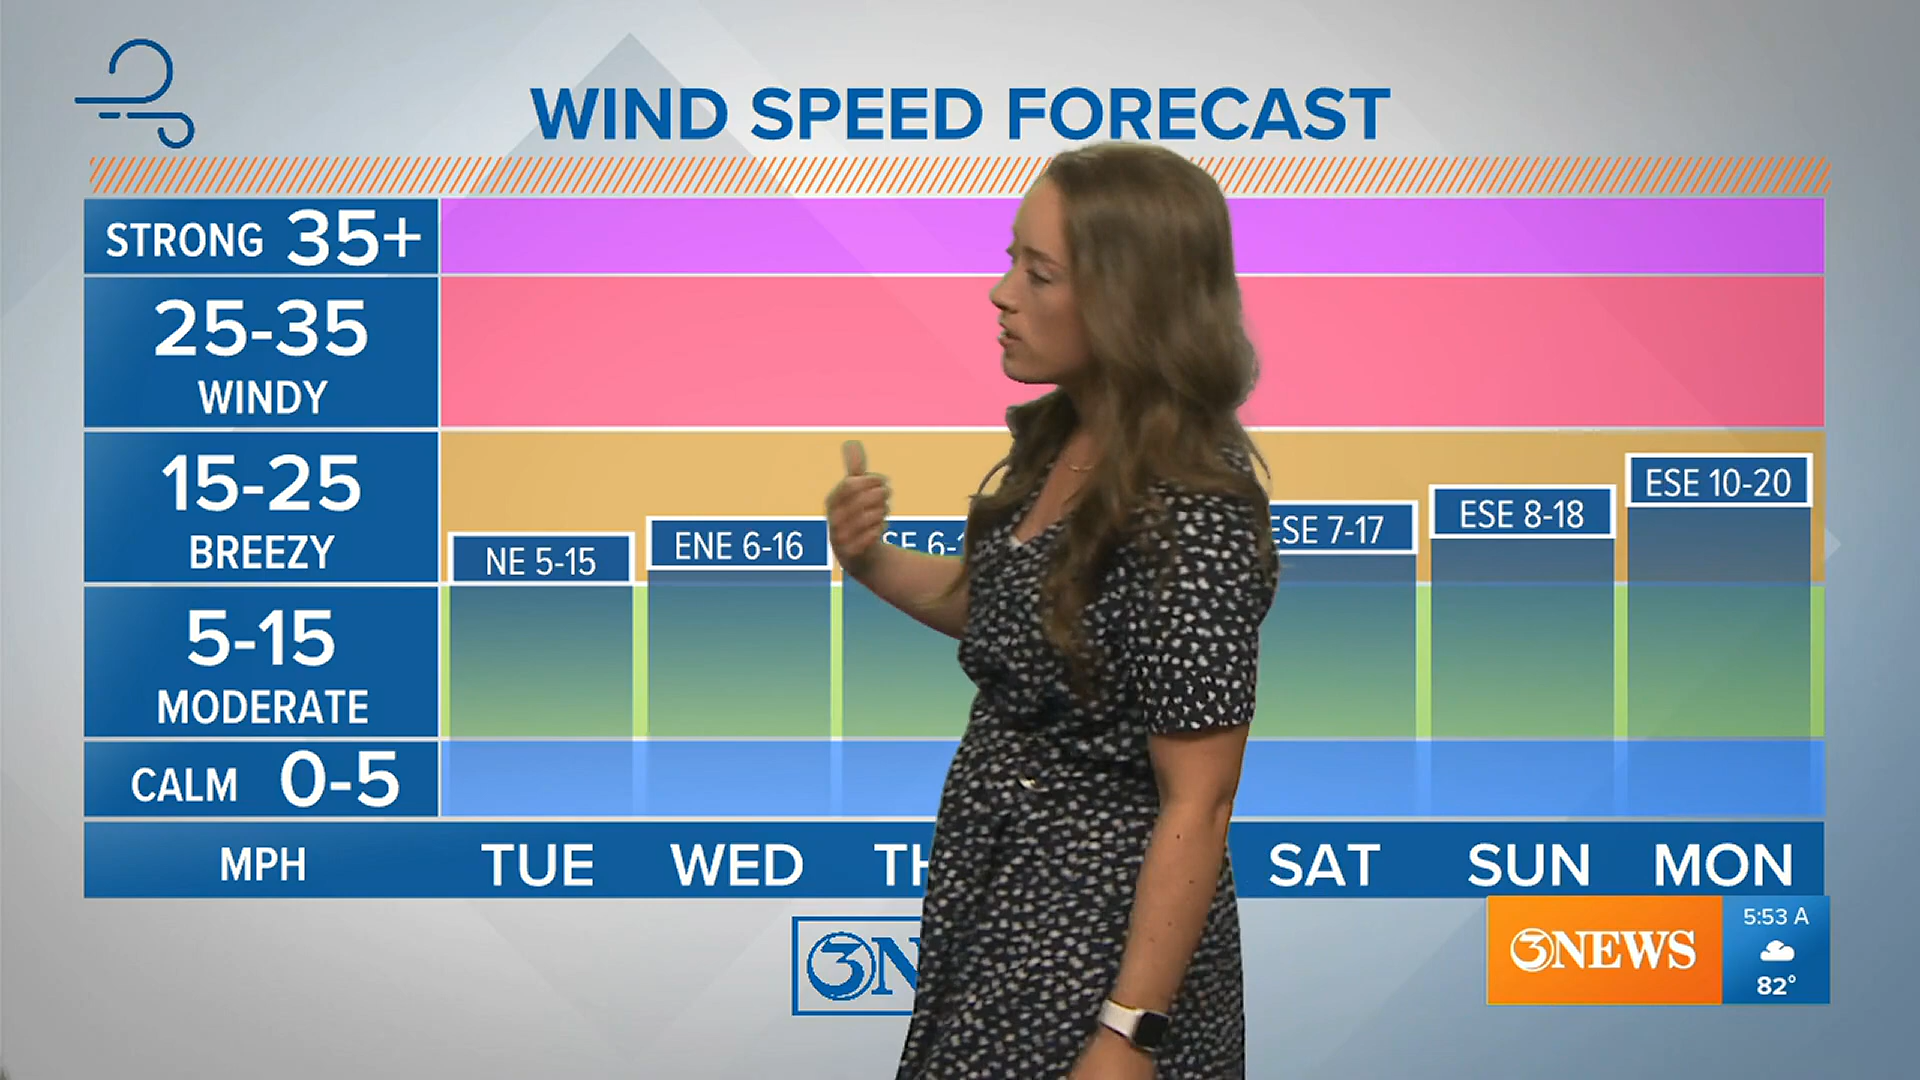 WIND SPEED FORECAST
STRONG 35+
25-35
WINDY
15-25
BREEZY
5-15
MODERATE
CALM 0-5
NE 5-15
ENE 6-16
ESE 7-17
ESE 8-18
ESE 10-20
MPH TUE WED SAT SUN MON
3NEWS
5:53 A
82°